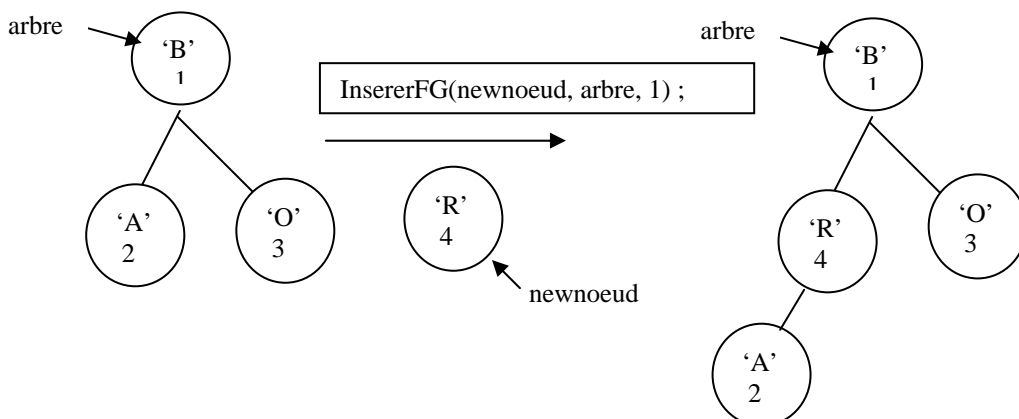 arbre
‘B’
1
‘A’
2
‘O’
3
InsererFG(newnoeud, arbre, 1) ;
‘R’
4
newnoeud
arbre
‘B’
1
‘R’
4
‘O’
3
‘A’
2